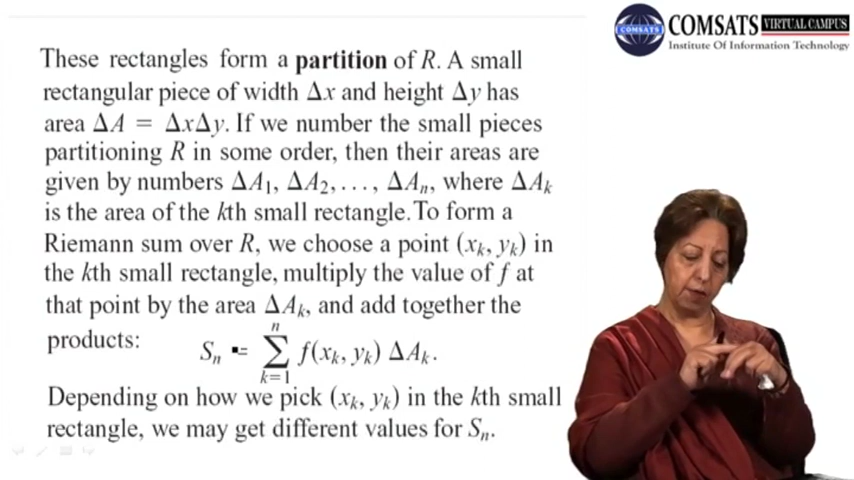 COMSATS VIRTUAL CAMPUS
COMSATS
Institute Of Information Technology
These rectangles form a partition of R. A small
rectangular piece of width Δx and height Δy has
area ΔA = ΔxΔy. If we number the small pieces
partitioning R in some order, then their areas are
given by numbers ΔA₁, ΔA₂, . . . , ΔAₙ, where ΔAₖ
is the area of the kth small rectangle. To form a
Riemann sum over R, we choose a point (xₖ, yₖ) in
the kth small rectangle, multiply the value of f at
that point by the area ΔAₖ, and add together the
products:
Sₙ = ∑ₖ₌₁ⁿ f(xₖ, yₖ) ΔAₖ.
Depending on how we pick (xₖ, yₖ) in the kth small
rectangle, we may get different values for Sₙ.